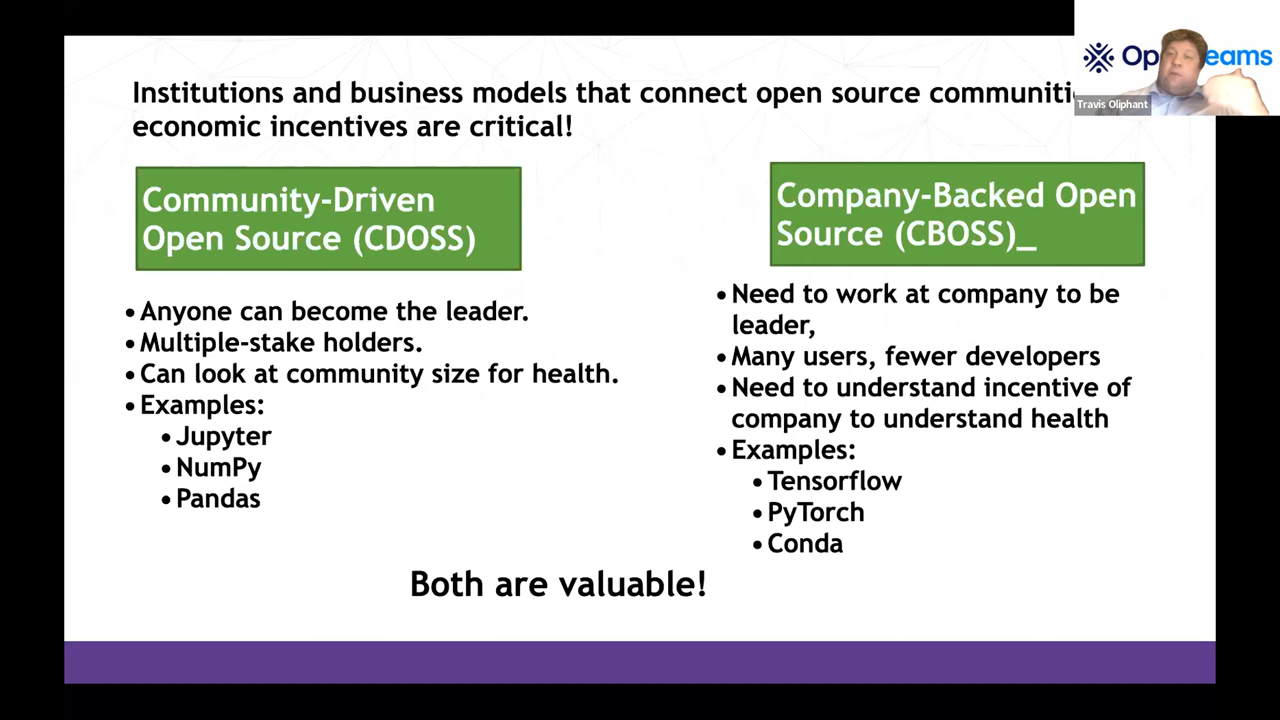 Institutions and business models that connect open source
economic incentives are critical!
Travis Oliphant
Community-Driven
Open Source (CDOSS)
• Anyone can become the leader.
• Multiple-stake holders.
• Can look at community size for health.
• Examples:
• Jupyter
• NumPy
• Pandas
Company-Backed Open
Source (CBOSS)_
• Need to work at company to be
leader,
• Many users, fewer developers
• Need to understand incentive of
company to understand health
• Examples:
• Tensorflow
• PyTorch
• Conda
Both are valuable!